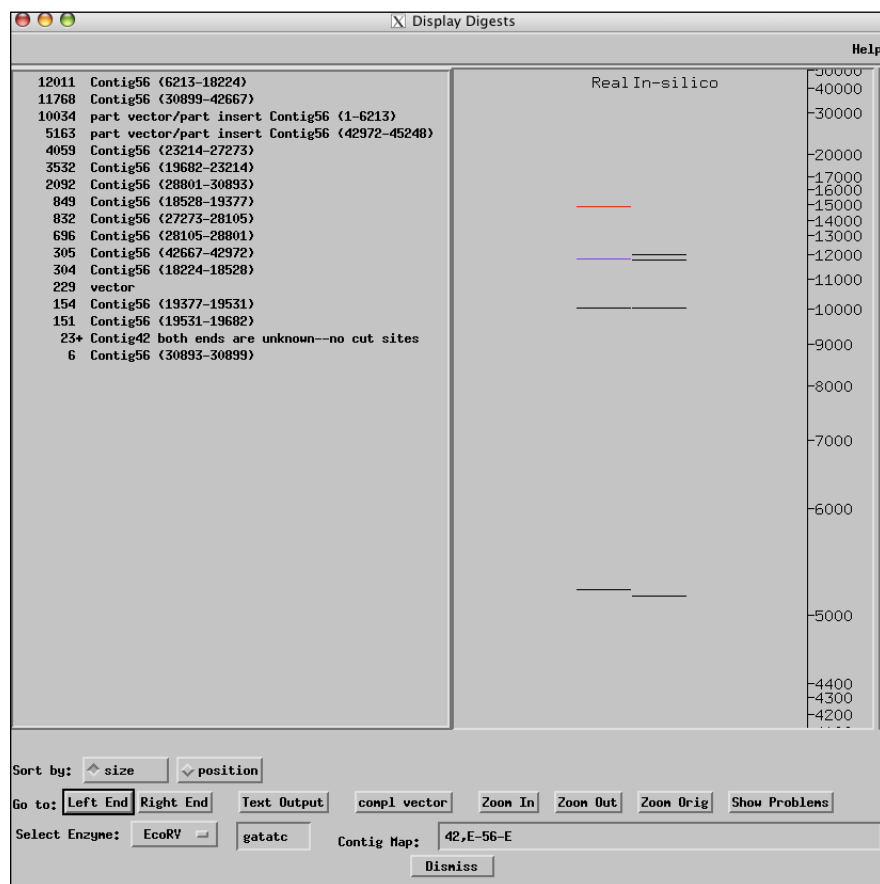 X Display Digests
Help
12011 Contig56 (6213-18224)
11768 Contig56 (30899-42667)
10034 part vector/part insert Contig56 (1-6213)
5163 part vector/part insert Contig56 (42972-45248)
4059 Contig56 (23214-27273)
3532 Contig56 (19682-23214)
2092 Contig56 (28801-30893)
849 Contig56 (18528-19377)
832 Contig56 (27273-28105)
696 Contig56 (28105-28801)
305 Contig56 (42667-42972)
304 Contig56 (18224-18528)
229 vector
154 Contig56 (19377-19531)
151 Contig56 (19531-19682)
23+ Contig42 both ends are unknown--no cut sites
6 Contig56 (30893-30899)
Real In-silico
50000
40000
30000
20000
17000
16000
15000
14000
13000
12000
11000
10000
9000
8000
7000
6000
5000
4400
4300
4200
Sort by: size position
Go to: Left End Right End Text Output compl vector Zoom In Zoom Out Zoom Orig Show Problems
Select Enzyme: EcoRV gatatc Contig Map: 42,E-56-E
Dismiss